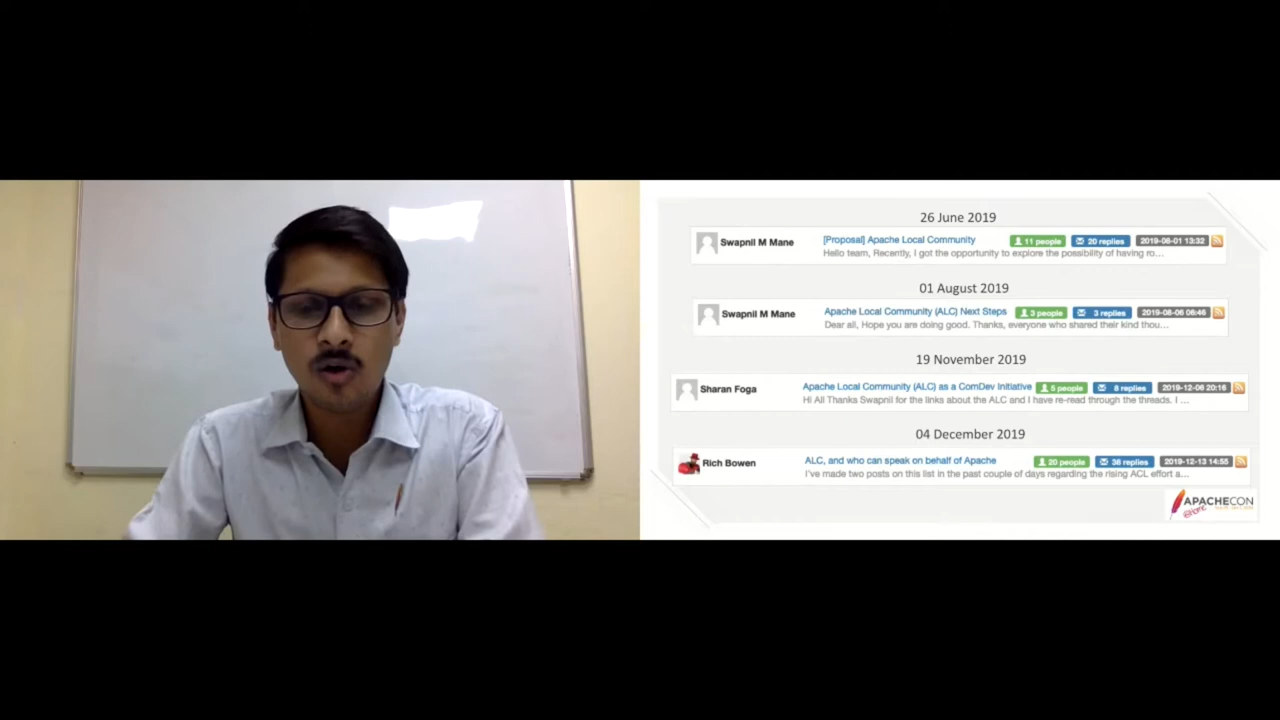 26 June 2019
Swapnil M Mane [Proposal] Apache Local Community 11 people 20 replies 2019-08-01 13:32
Hello team, Recently, I got the opportunity to explore the possibility of having ro...
01 August 2019
Swapnil M Mane Apache Local Community (ALC) Next Steps 3 people 3 replies 2019-08-06 06:46
Dear all, Hope you are doing good. Thanks, everyone who shared their kind thou...
19 November 2019
Sharan Foga Apache Local Community (ALC) as a ComDev Initiative 5 people 8 replies 2019-12-06 20:16
Hi All Thanks Swapnil for the links about the ALC and I have re-read through the threads. I ...
04 December 2019
Rich Bowen ALC, and who can speak on behalf of Apache 20 people 36 replies 2019-12-13 14:55
I've made two posts on this list in the past couple of days regarding the rising ACL effort a...
APACHECON
@Home